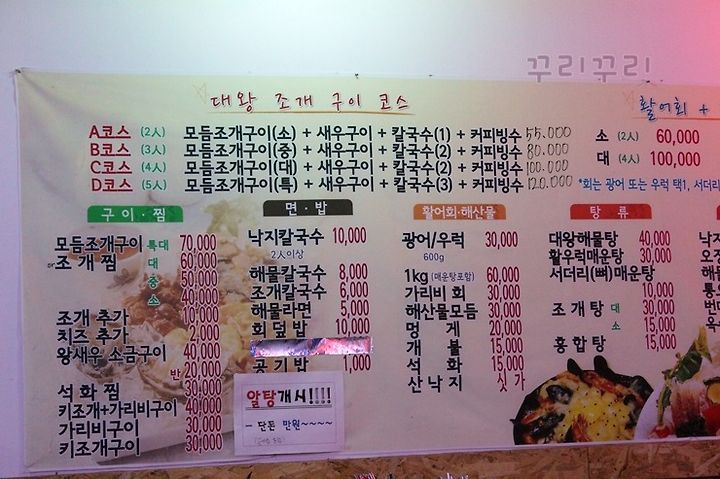 꾸리꾸리
대왕 조개 구이 코스
A코스 (2人) 모듬조개구이(소) + 새우구이 + 칼국수(1) + 커피빙수 55.000
B코스 (3人) 모듬조개구이(중) + 새우구이 + 칼국수(2) + 커피빙수 80.000
C코스 (4人) 모듬조개구이(대) + 새우구이 + 칼국수(2) + 커피빙수 100.000
D코스 (5人) 모듬조개구이(특) + 새우구이 + 칼국수(3) + 커피빙수 120.000
활어회 +
소 (2人) 60,000
대 (4人) 100,000
*회는 광어 또는 우럭 택1, 서더리
구이·찜
모듬조개구이 특대 70,000
조개찜 대 60,000
대 50,000
중 40,000
소
조개 추가 10,000
치즈 추가 2,000
왕새우 소금구이 40,000
반 20,000
석화찜 30,000
키조개+가리비구이 40,000
가리비구이 30,000
키조개구이 30,000
면·밥
낙지칼국수 10,000
2人이상
해물칼국수 8,000
조개칼국수 6,000
해물라면 5,000
회덮밥 10,000
공기밥 1,000
알탕개시!!!!
- 단돈 만원~~~~
활어회·해산물
광어/우럭 30,000
600g
1kg (매운탕포함) 60,000
가리비회 30,000
해산물모듬 30,000
멍게 20,000
개불 15,000
석화 15,000
산낙지 싯가
탕류
대왕해물탕 40,000
활우럭매운탕 30,000
서더리(뼈)매운탕 15,000
조개탕 대 30,000
소 15,000
홍합탕 15,000